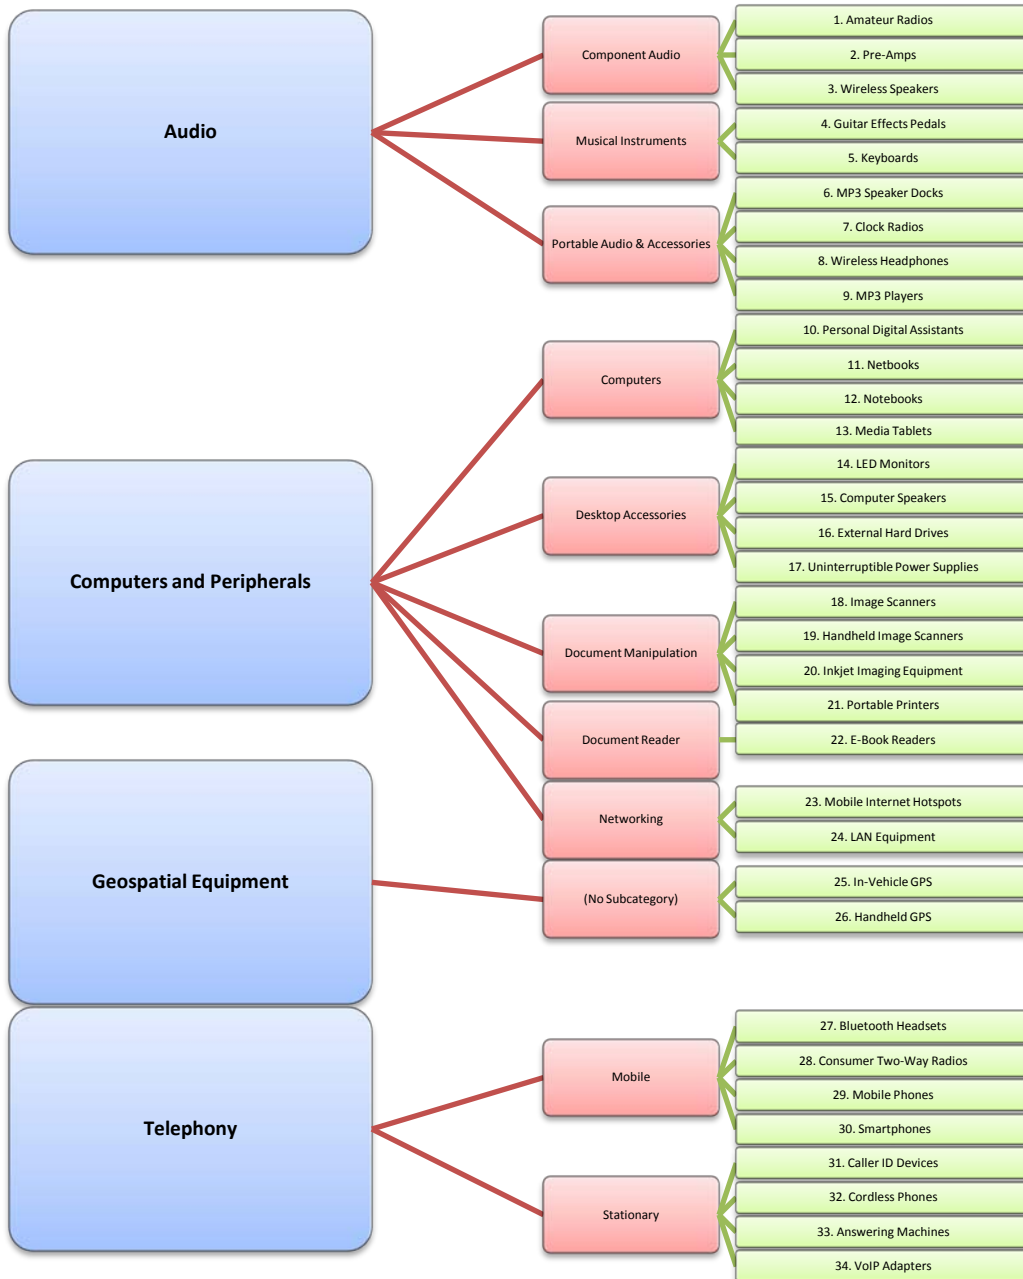 Audio
Component Audio
1. Amateur Radios
2. Pre-Amps
3. Wireless Speakers
Musical Instruments
4. Guitar Effects Pedals
5. Keyboards
Portable Audio & Accessories
6. MP3 Speaker Docks
7. Clock Radios
8. Wireless Headphones
9. MP3 Players
Computers and Peripherals
Computers
10. Personal Digital Assistants
11. Netbooks
12. Notebooks
13. Media Tablets
Desktop Accessories
14. LED Monitors
15. Computer Speakers
16. External Hard Drives
17. Uninterruptible Power Supplies
Document Manipulation
18. Image Scanners
19. Handheld Image Scanners
20. Inkjet Imaging Equipment
21. Portable Printers
Document Reader
22. E-Book Readers
Networking
23. Mobile Internet Hotspots
24. LAN Equipment
Geospatial Equipment
(No Subcategory)
25. In-Vehicle GPS
26. Handheld GPS
Telephony
Mobile
27. Bluetooth Headsets
28. Consumer Two-Way Radios
29. Mobile Phones
30. Smartphones
Stationary
31. Caller ID Devices
32. Cordless Phones
33. Answering Machines
34. VoIP Adapters